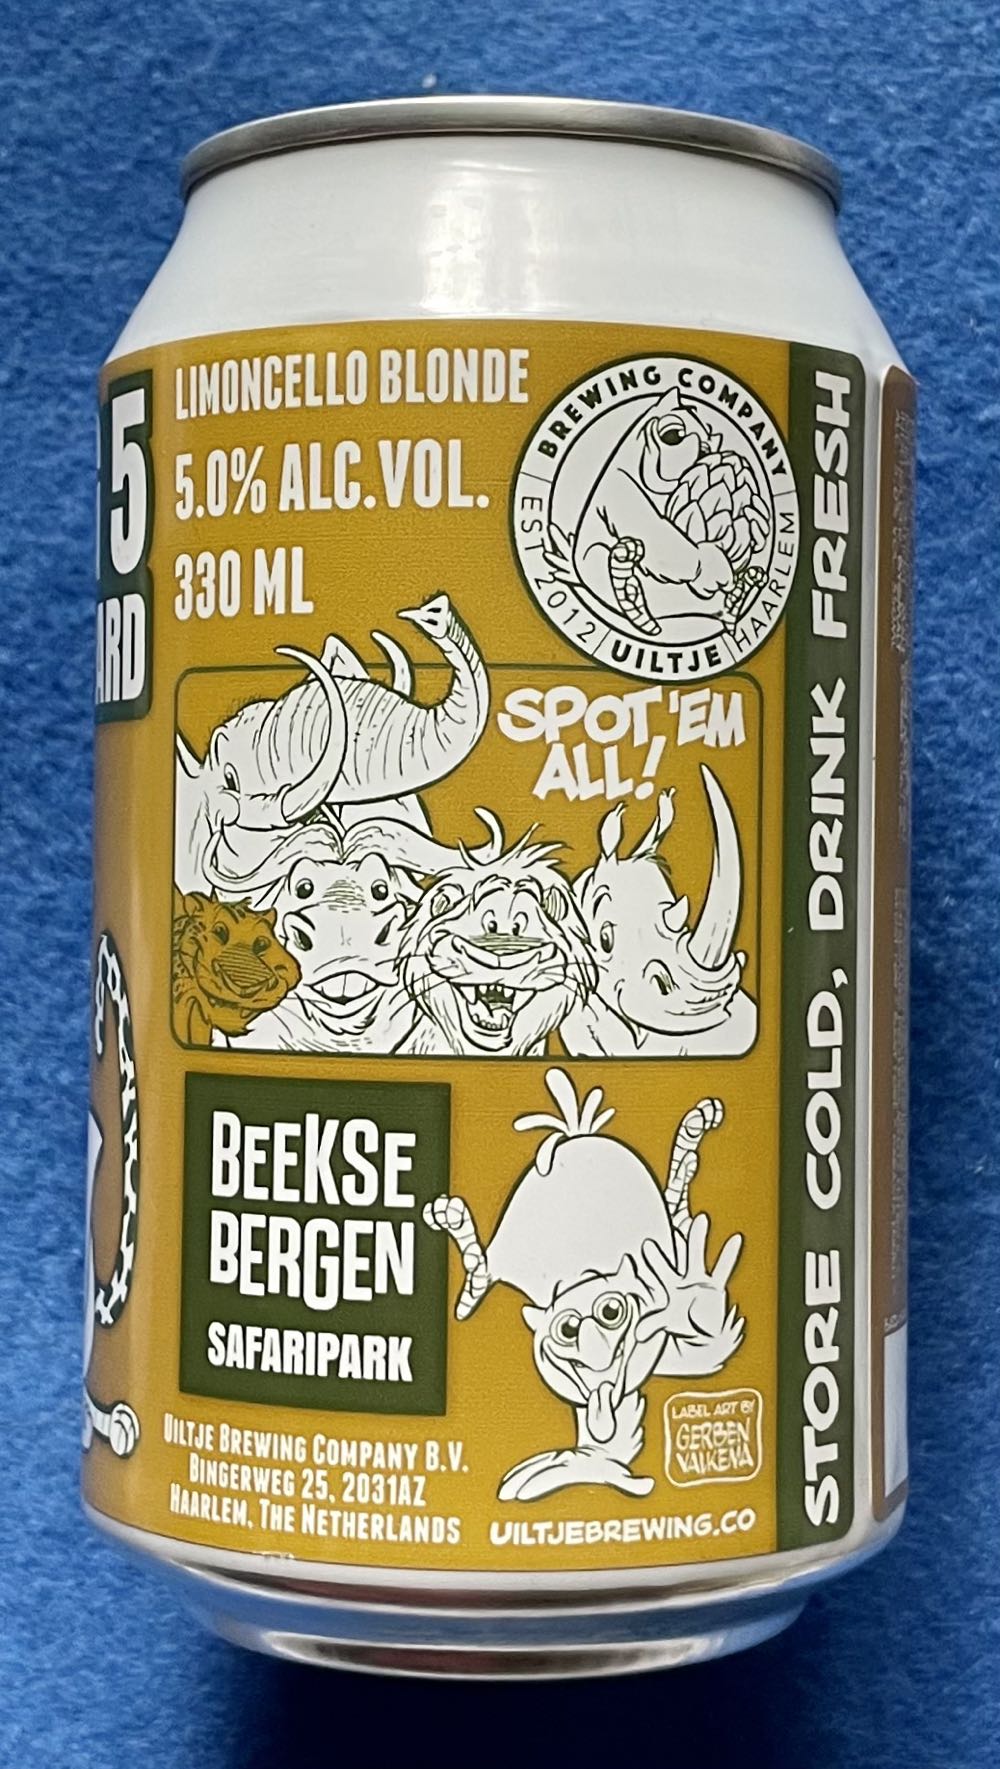 5
ARD
LIMONCELLO BLONDE
5.0% ALC.VOL.
330 ML
BREWING COMPANY
EST 2012
UILTJE
HAARLEM
SPOT 'EM
ALL!
BEEKSE
BERGEN
SAFARIPARK
UILTJE BREWING COMPANY B.V.
BINGERWEG 25, 2031AZ
HAARLEM, THE NETHERLANDS
LABEL ART BY
GERBEN
VALKEMA
UILTJEBREWING.CO
STORE COLD, DRINK FRESH